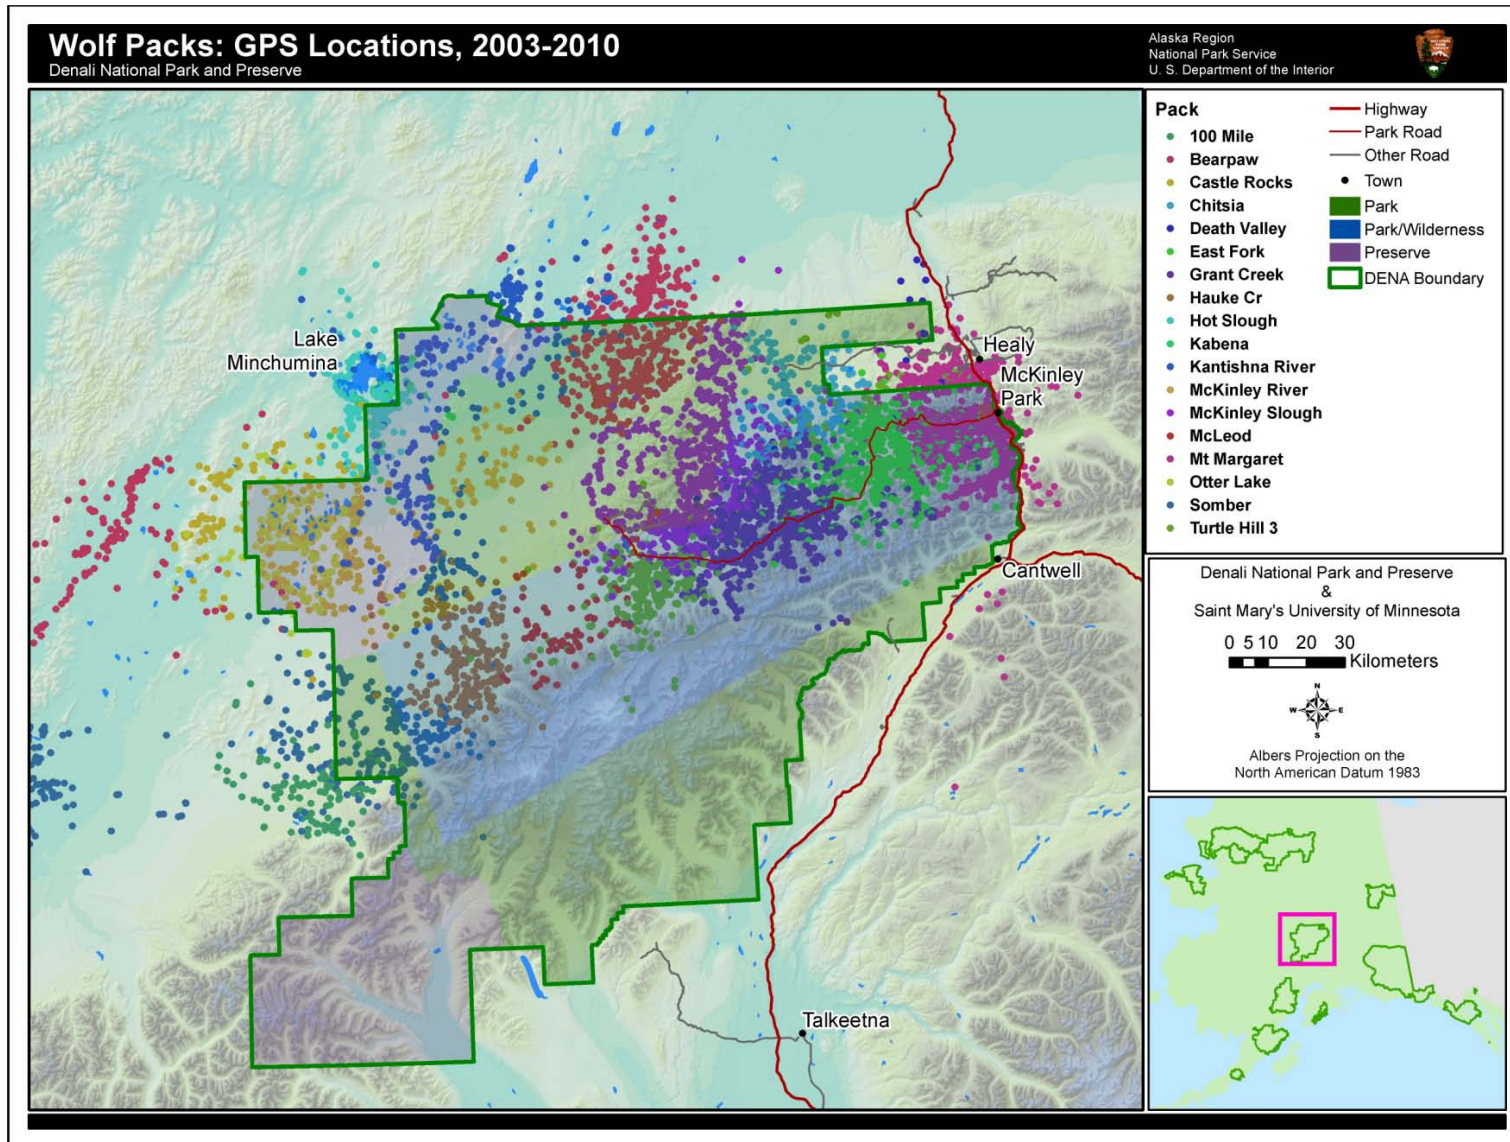 Wolf Packs: GPS Locations, 2003-2010
Denali National Park and Preserve
Alaska Region
National Park Service
U. S. Department of the Interior
Lake
Minchumina
Healy
McKinley
Park
Cantwell
Talkeetna
Pack
100 Mile
Bearpaw
Castle Rocks
Chitsia
Death Valley
East Fork
Grant Creek
Hauke Cr
Hot Slough
Kabena
Kantishna River
McKinley River
McKinley Slough
McLeod
Mt Margaret
Otter Lake
Somber
Turtle Hill 3
Highway
Park Road
Other Road
Town
Park
Park/Wilderness
Preserve
DENA Boundary
Denali National Park and Preserve
&
Saint Mary's University of Minnesota
0 5 10 20 30
Kilometers
N
W E
S
Albers Projection on the
North American Datum 1983